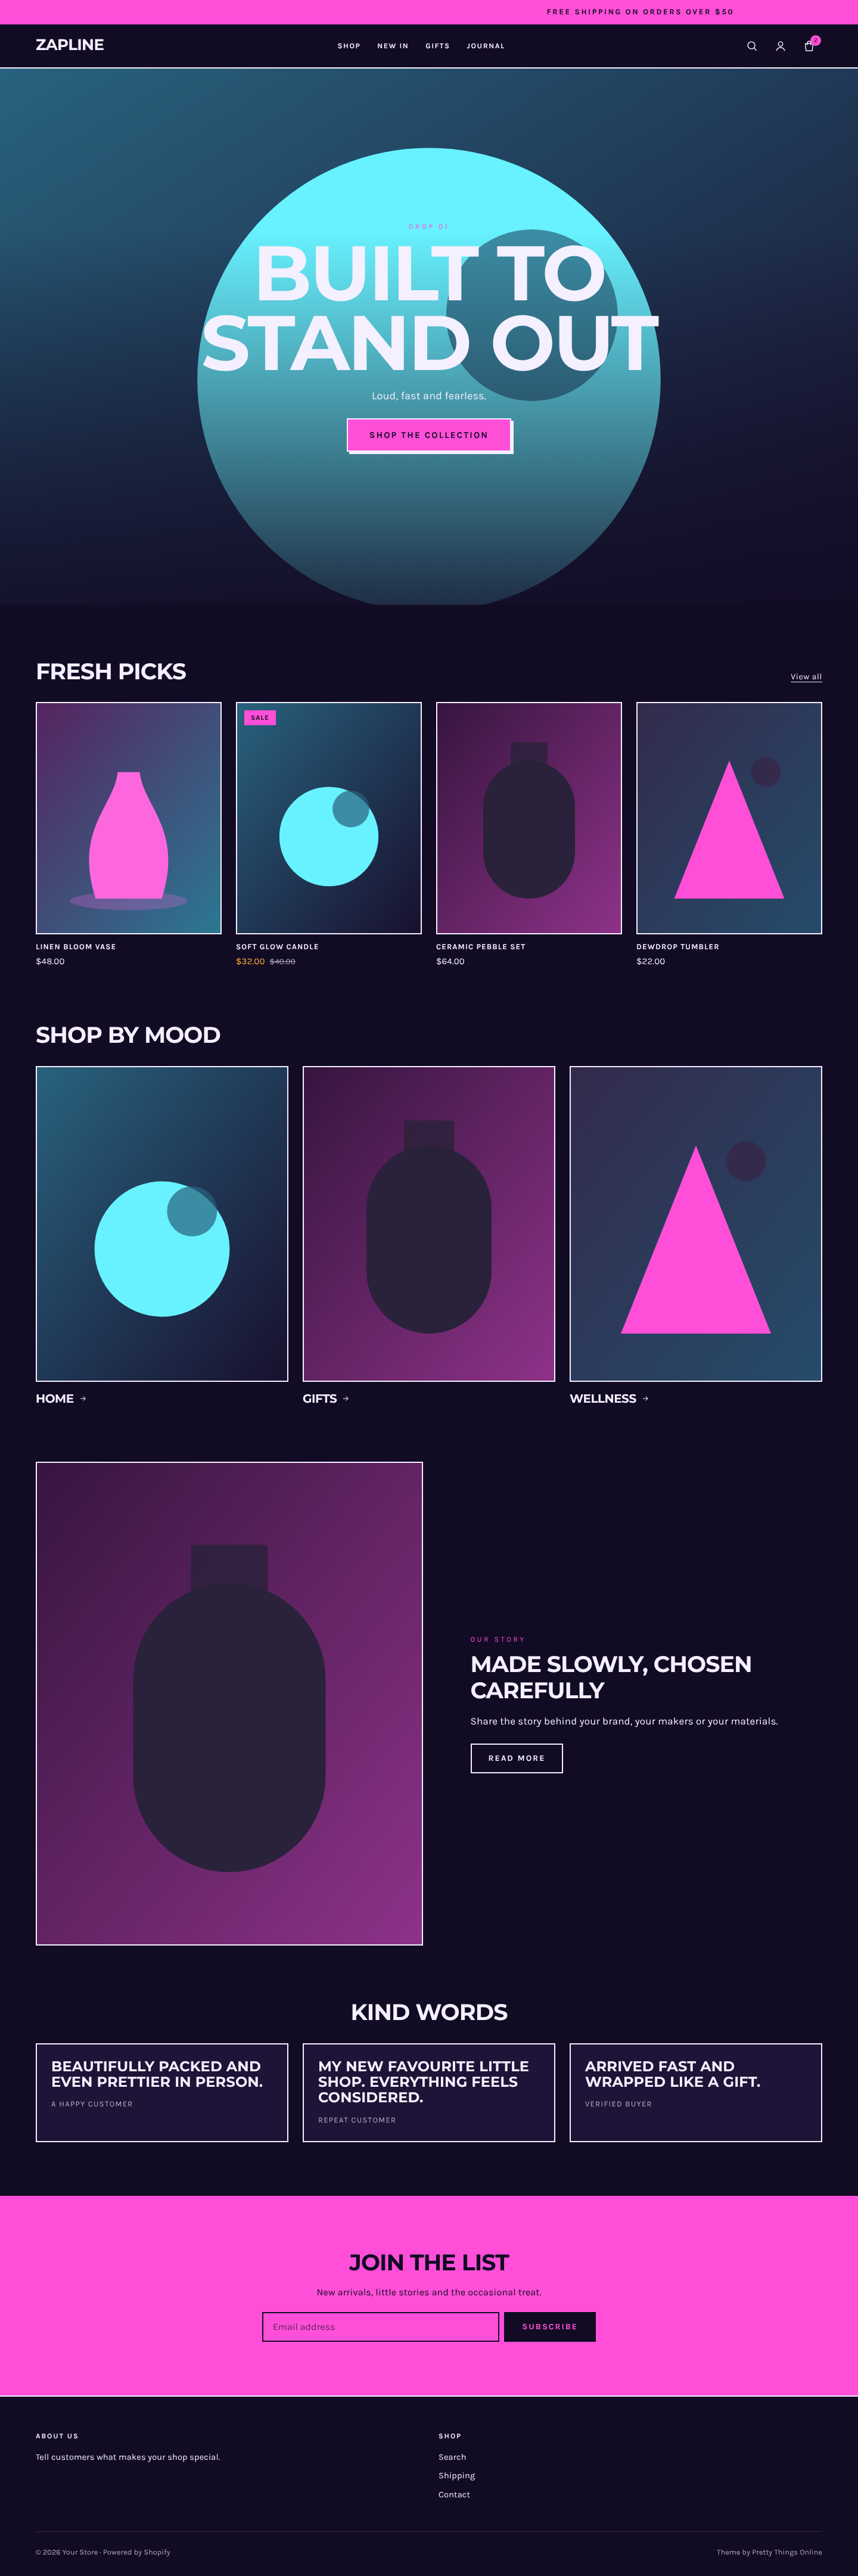 FREE SHIPPING ON ORDERS OVER $50
ZAPLINE
SHOP NEW IN GIFTS JOURNAL
2
DROP 01
BUILT TO
STAND OUT
Loud, fast and fearless.
SHOP THE COLLECTION
FRESH PICKS
View all
SALE
LINEN BLOOM VASE
$48.00
SOFT GLOW CANDLE
$32.00 $40.00
CERAMIC PEBBLE SET
$64.00
DEWDROP TUMBLER
$22.00
SHOP BY MOOD
HOME →
GIFTS →
WELLNESS →
OUR STORY
MADE SLOWLY, CHOSEN
CAREFULLY
Share the story behind your brand, your makers or your materials.
READ MORE
KIND WORDS
BEAUTIFULLY PACKED AND
EVEN PRETTIER IN PERSON.
A HAPPY CUSTOMER
MY NEW FAVOURITE LITTLE
SHOP. EVERYTHING FEELS
CONSIDERED.
REPEAT CUSTOMER
ARRIVED FAST AND
WRAPPED LIKE A GIFT.
VERIFIED BUYER
JOIN THE LIST
New arrivals, little stories and the occasional treat.
Email address
SUBSCRIBE
ABOUT US
Tell customers what makes your shop special.
SHOP
Search
Shipping
Contact
© 2026 Your Store · Powered by Shopify
Theme by Pretty Things Online